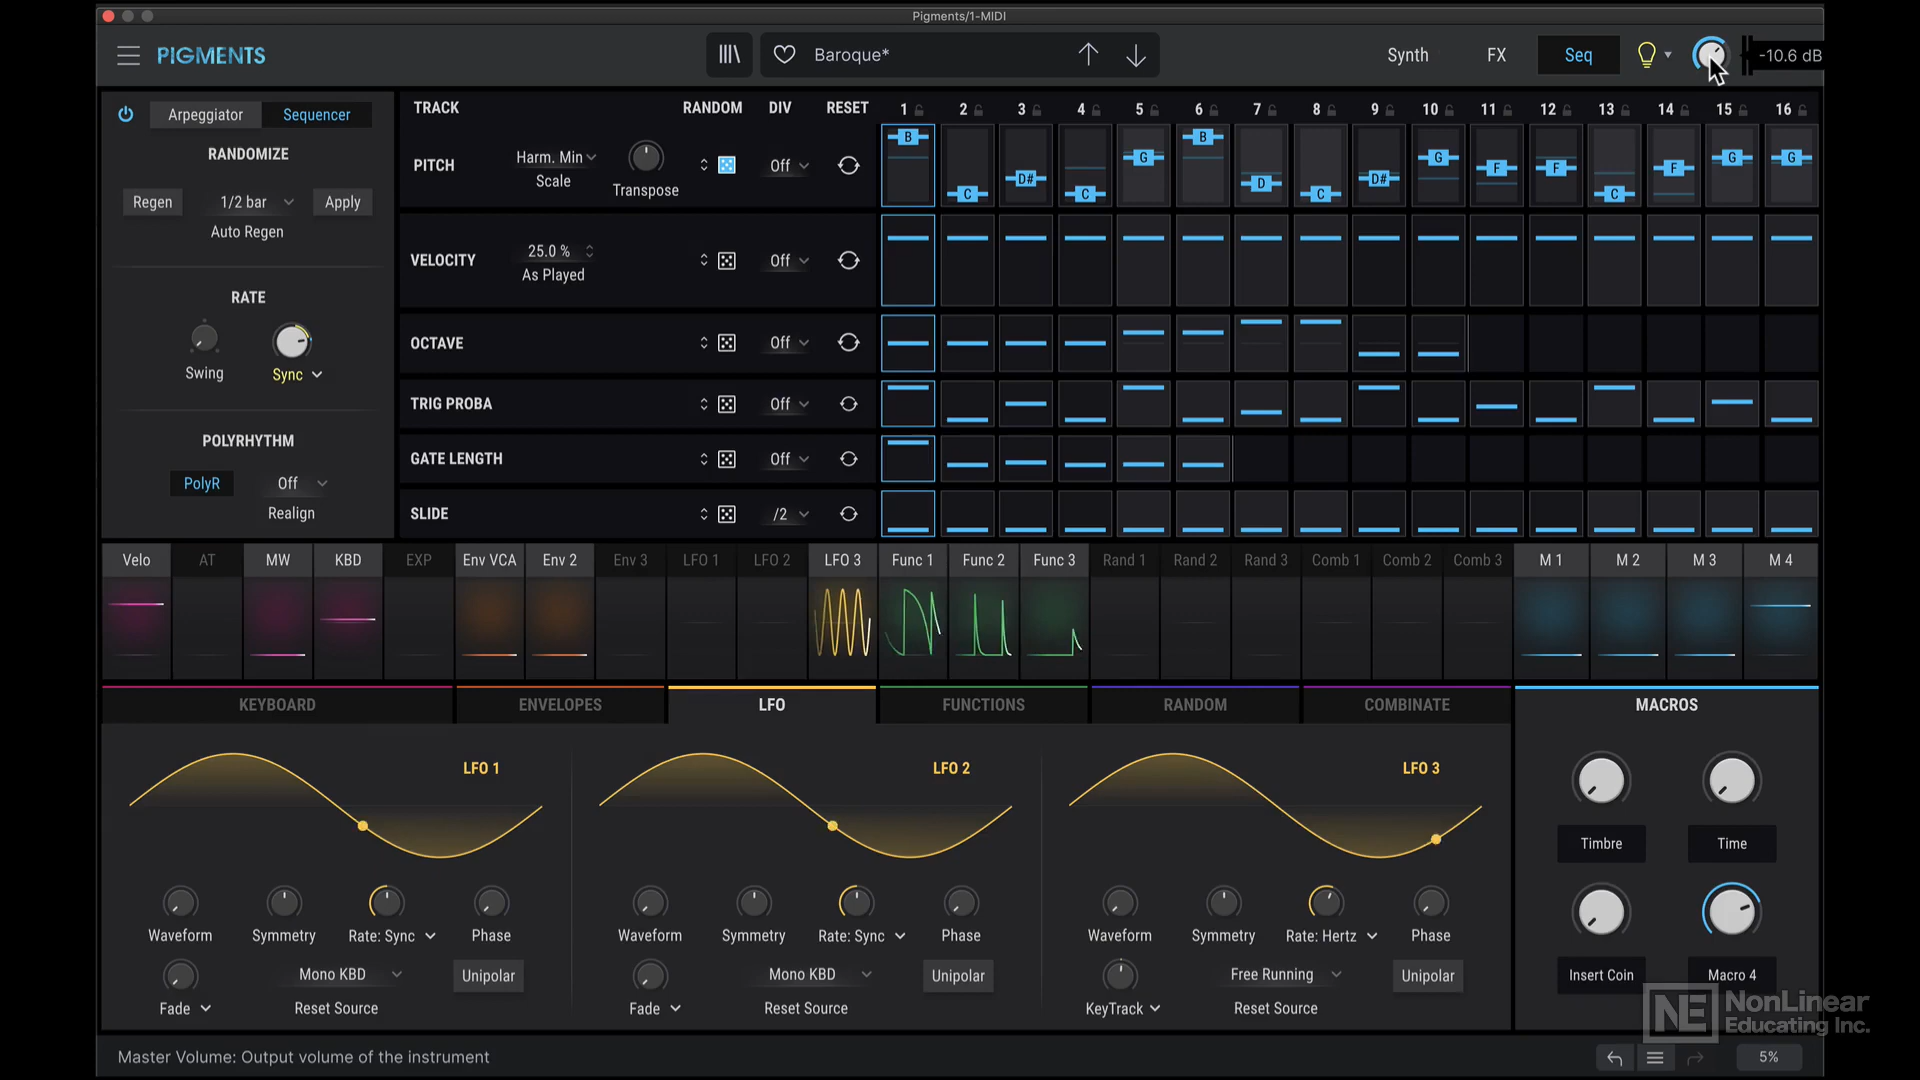 Pigments/1-MIDI
PIGMENTS
Baroque*
Synth FX Seq
-10.6 dB
Arpeggiator Sequencer
RANDOMIZE
Regen 1/2 bar Apply
Auto Regen
RATE
Swing Sync
POLYRHYTHM
PolyR Off
Realign
TRACK RANDOM DIV RESET 1 2 3 4 5 6 7 8 9 10 11 12 13 14 15 16
PITCH Harm. Min Scale Transpose Off
B C D# C G B D C D# G F F C F G G
VELOCITY 25.0 % As Played Off
OCTAVE Off
TRIG PROBA Off
GATE LENGTH Off
SLIDE /2
Velo AT MW KBD EXP Env VCA Env 2 Env 3 LFO 1 LFO 2 LFO 3 Func 1 Func 2 Func 3 Rand 1 Rand 2 Rand 3 Comb 1 Comb 2 Comb 3 M 1 M 2 M 3 M 4
KEYBOARD ENVELOPES LFO FUNCTIONS RANDOM COMBINATE MACROS
LFO 1
Waveform Symmetry Rate: Sync Phase
Mono KBD Unipolar
Fade Reset Source
LFO 2
Waveform Symmetry Rate: Sync Phase
Mono KBD Unipolar
Fade Reset Source
LFO 3
Waveform Symmetry Rate: Hertz Phase
Free Running Unipolar
KeyTrack Reset Source
Timbre Time
Insert Coin Macro 4
NE NonLinear
Educating Inc.
Master Volume: Output volume of the instrument
5%